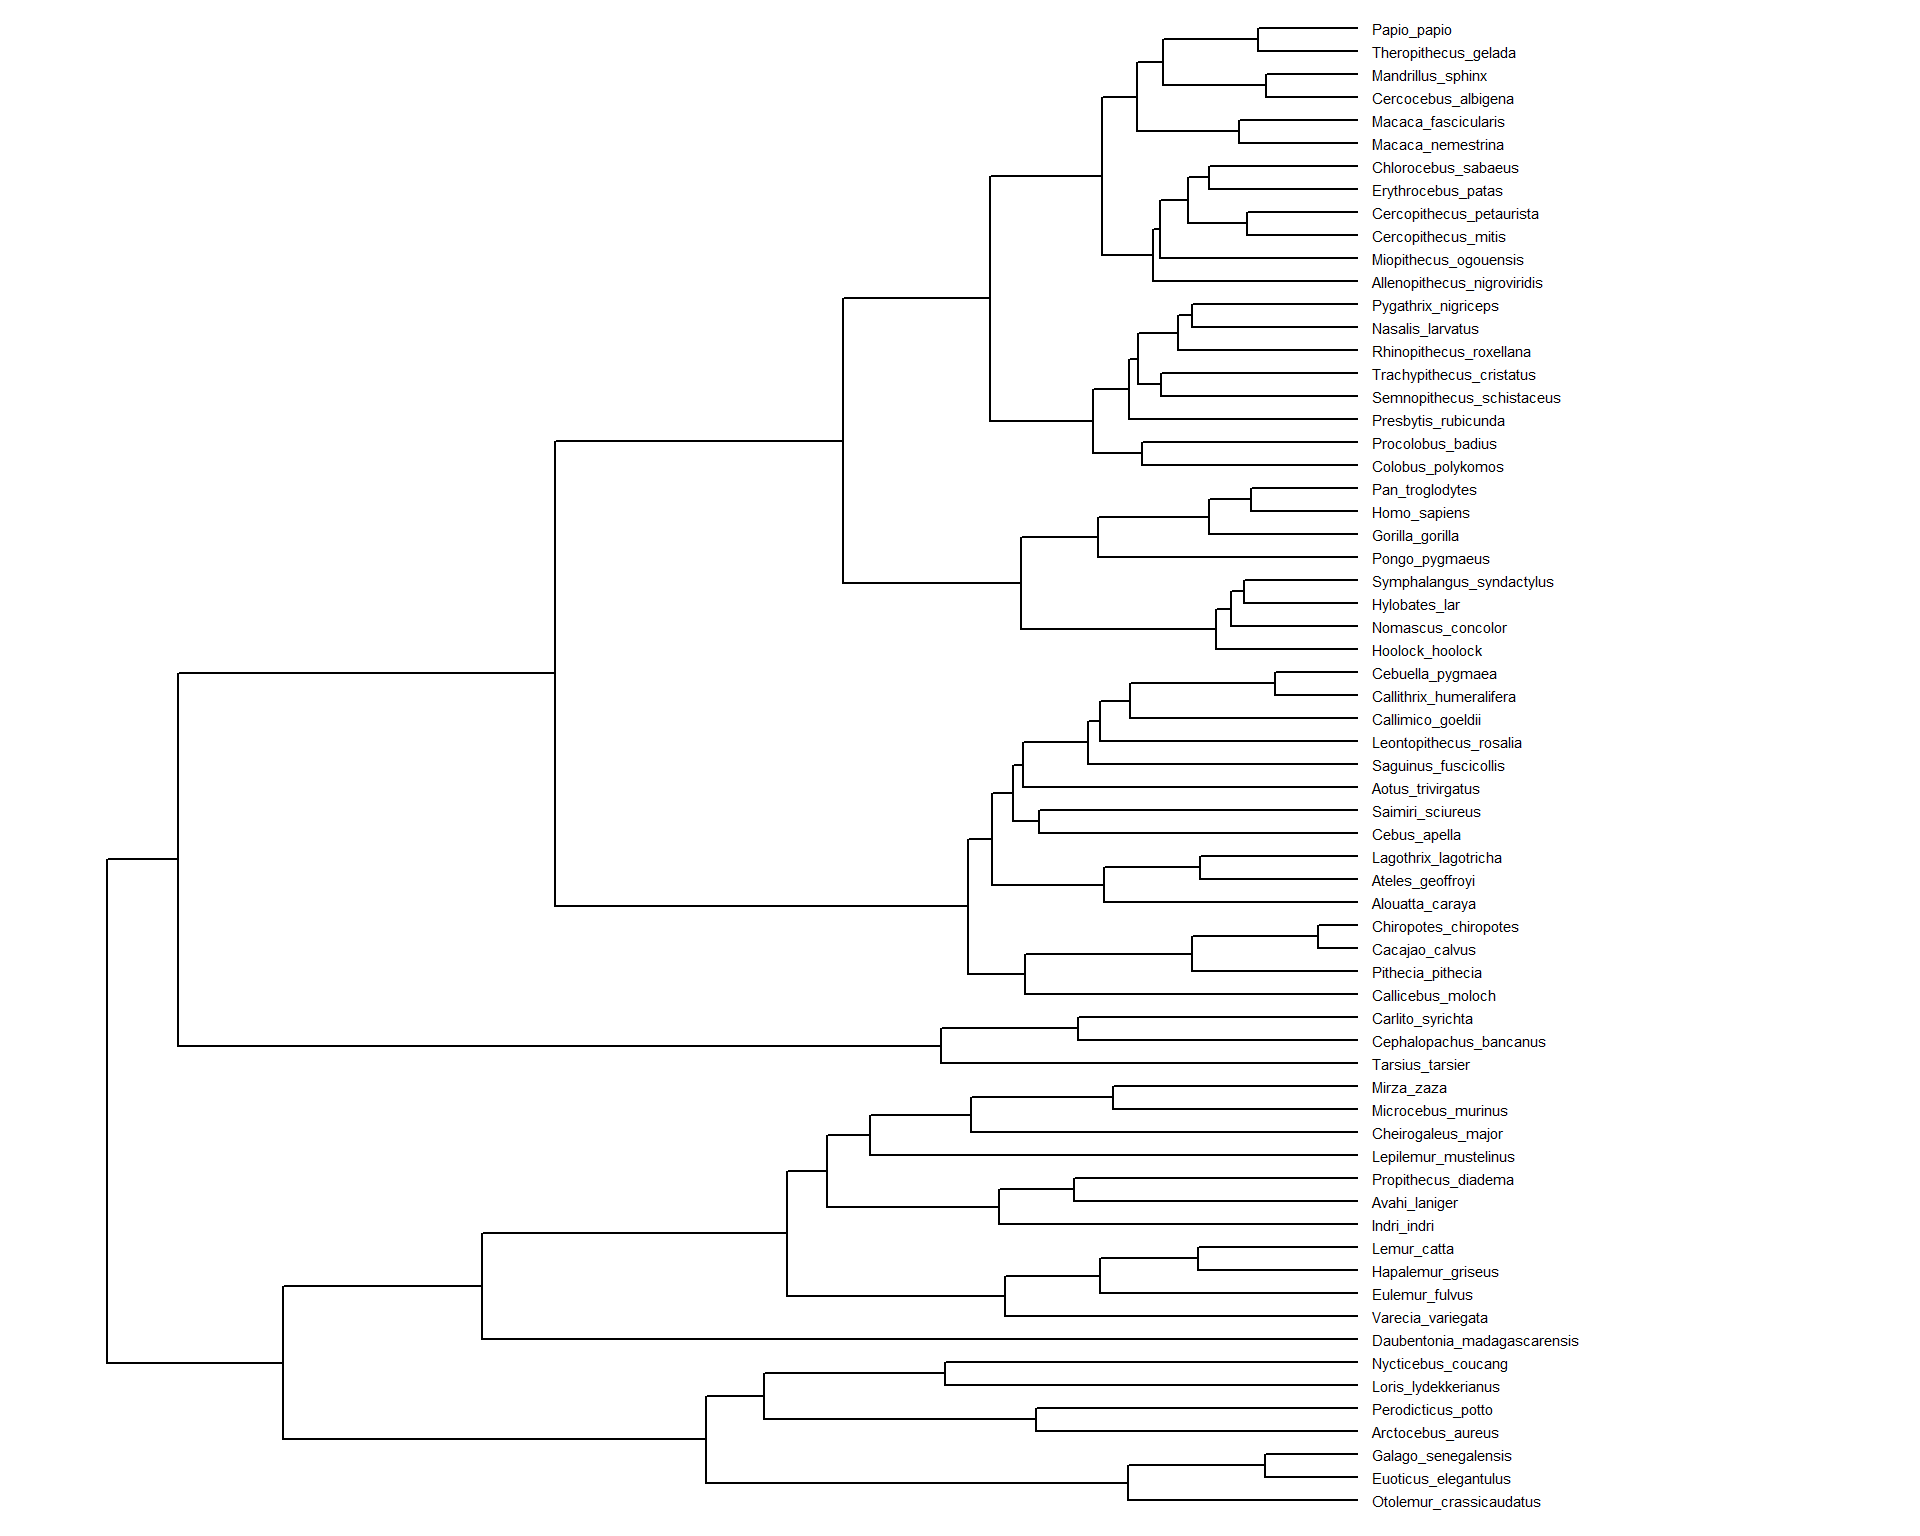 Papio_papio
Theropithecus_gelada
Mandrillus_sphinx
Cercocebus_albigena
Macaca_fascicularis
Macaca_nemestrina
Chlorocebus_sabaeus
Erythrocebus_patas
Cercopithecus_petaurista
Cercopithecus_mitis
Miopithecus_ogouensis
Allenopithecus_nigroviridis
Pygathrix_nigriceps
Nasalis_larvatus
Rhinopithecus_roxellana
Trachypithecus_cristatus
Semnopithecus_schistaceus
Presbytis_rubicunda
Procolobus_badius
Colobus_polykomos
Pan_troglodytes
Homo_sapiens
Gorilla_gorilla
Pongo_pygmaeus
Symphalangus_syndactylus
Hylobates_lar
Nomascus_concolor
Hoolock_hoolock
Cebuella_pygmaea
Callithrix_humeralifera
Callimico_goeldii
Leontopithecus_rosalia
Saguinus_fuscicollis
Aotus_trivirgatus
Saimiri_sciureus
Cebus_apella
Lagothrix_lagotricha
Ateles_geoffroyi
Alouatta_caraya
Chiropotes_chiropotes
Cacajao_calvus
Pithecia_pithecia
Callicebus_moloch
Carlito_syrichta
Cephalopachus_bancanus
Tarsius_tarsier
Mirza_zaza
Microcebus_murinus
Cheirogaleus_major
Lepilemur_mustelinus
Propithecus_diadema
Avahi_laniger
Indri_indri
Lemur_catta
Hapalemur_griseus
Eulemur_fulvus
Varecia_variegata
Daubentonia_madagascarensis
Nycticebus_coucang
Loris_lydekkerianus
Perodicticus_potto
Arctocebus_aureus
Galago_senegalensis
Euoticus_elegantulus
Otolemur_crassicaudatus